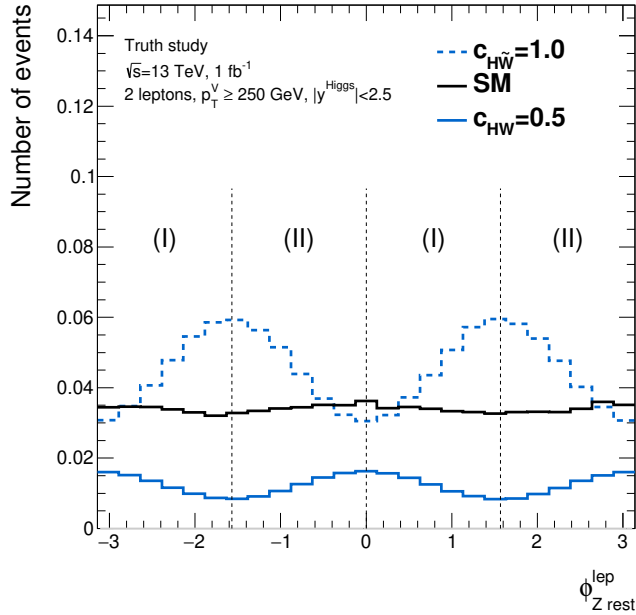 Number of events
0.14
0.12
0.1
0.08
0.06
0.04
0.02
0
Truth study
√s=13 TeV, 1 fb⁻¹
2 leptons, p_T^V ≥ 250 GeV, |y^Higgs|<2.5
c_HW̃=1.0
SM
c_HW=0.5
(I) (II) (I) (II)
−3 −2 −1 0 1 2 3
ϕ_Z rest^lep